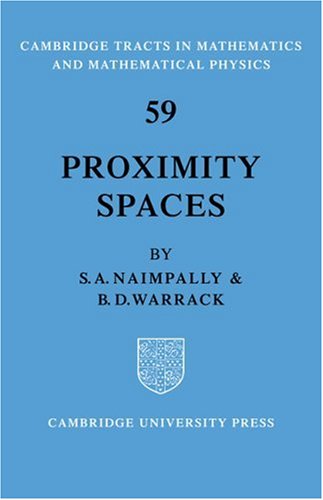 CAMBRIDGE TRACTS IN MATHEMATICS
AND MATHEMATICAL PHYSICS
59
PROXIMITY
SPACES
BY
S.A.NAIMPALLY &
B.D.WARRACK
CAMBRIDGE UNIVERSITY PRESS